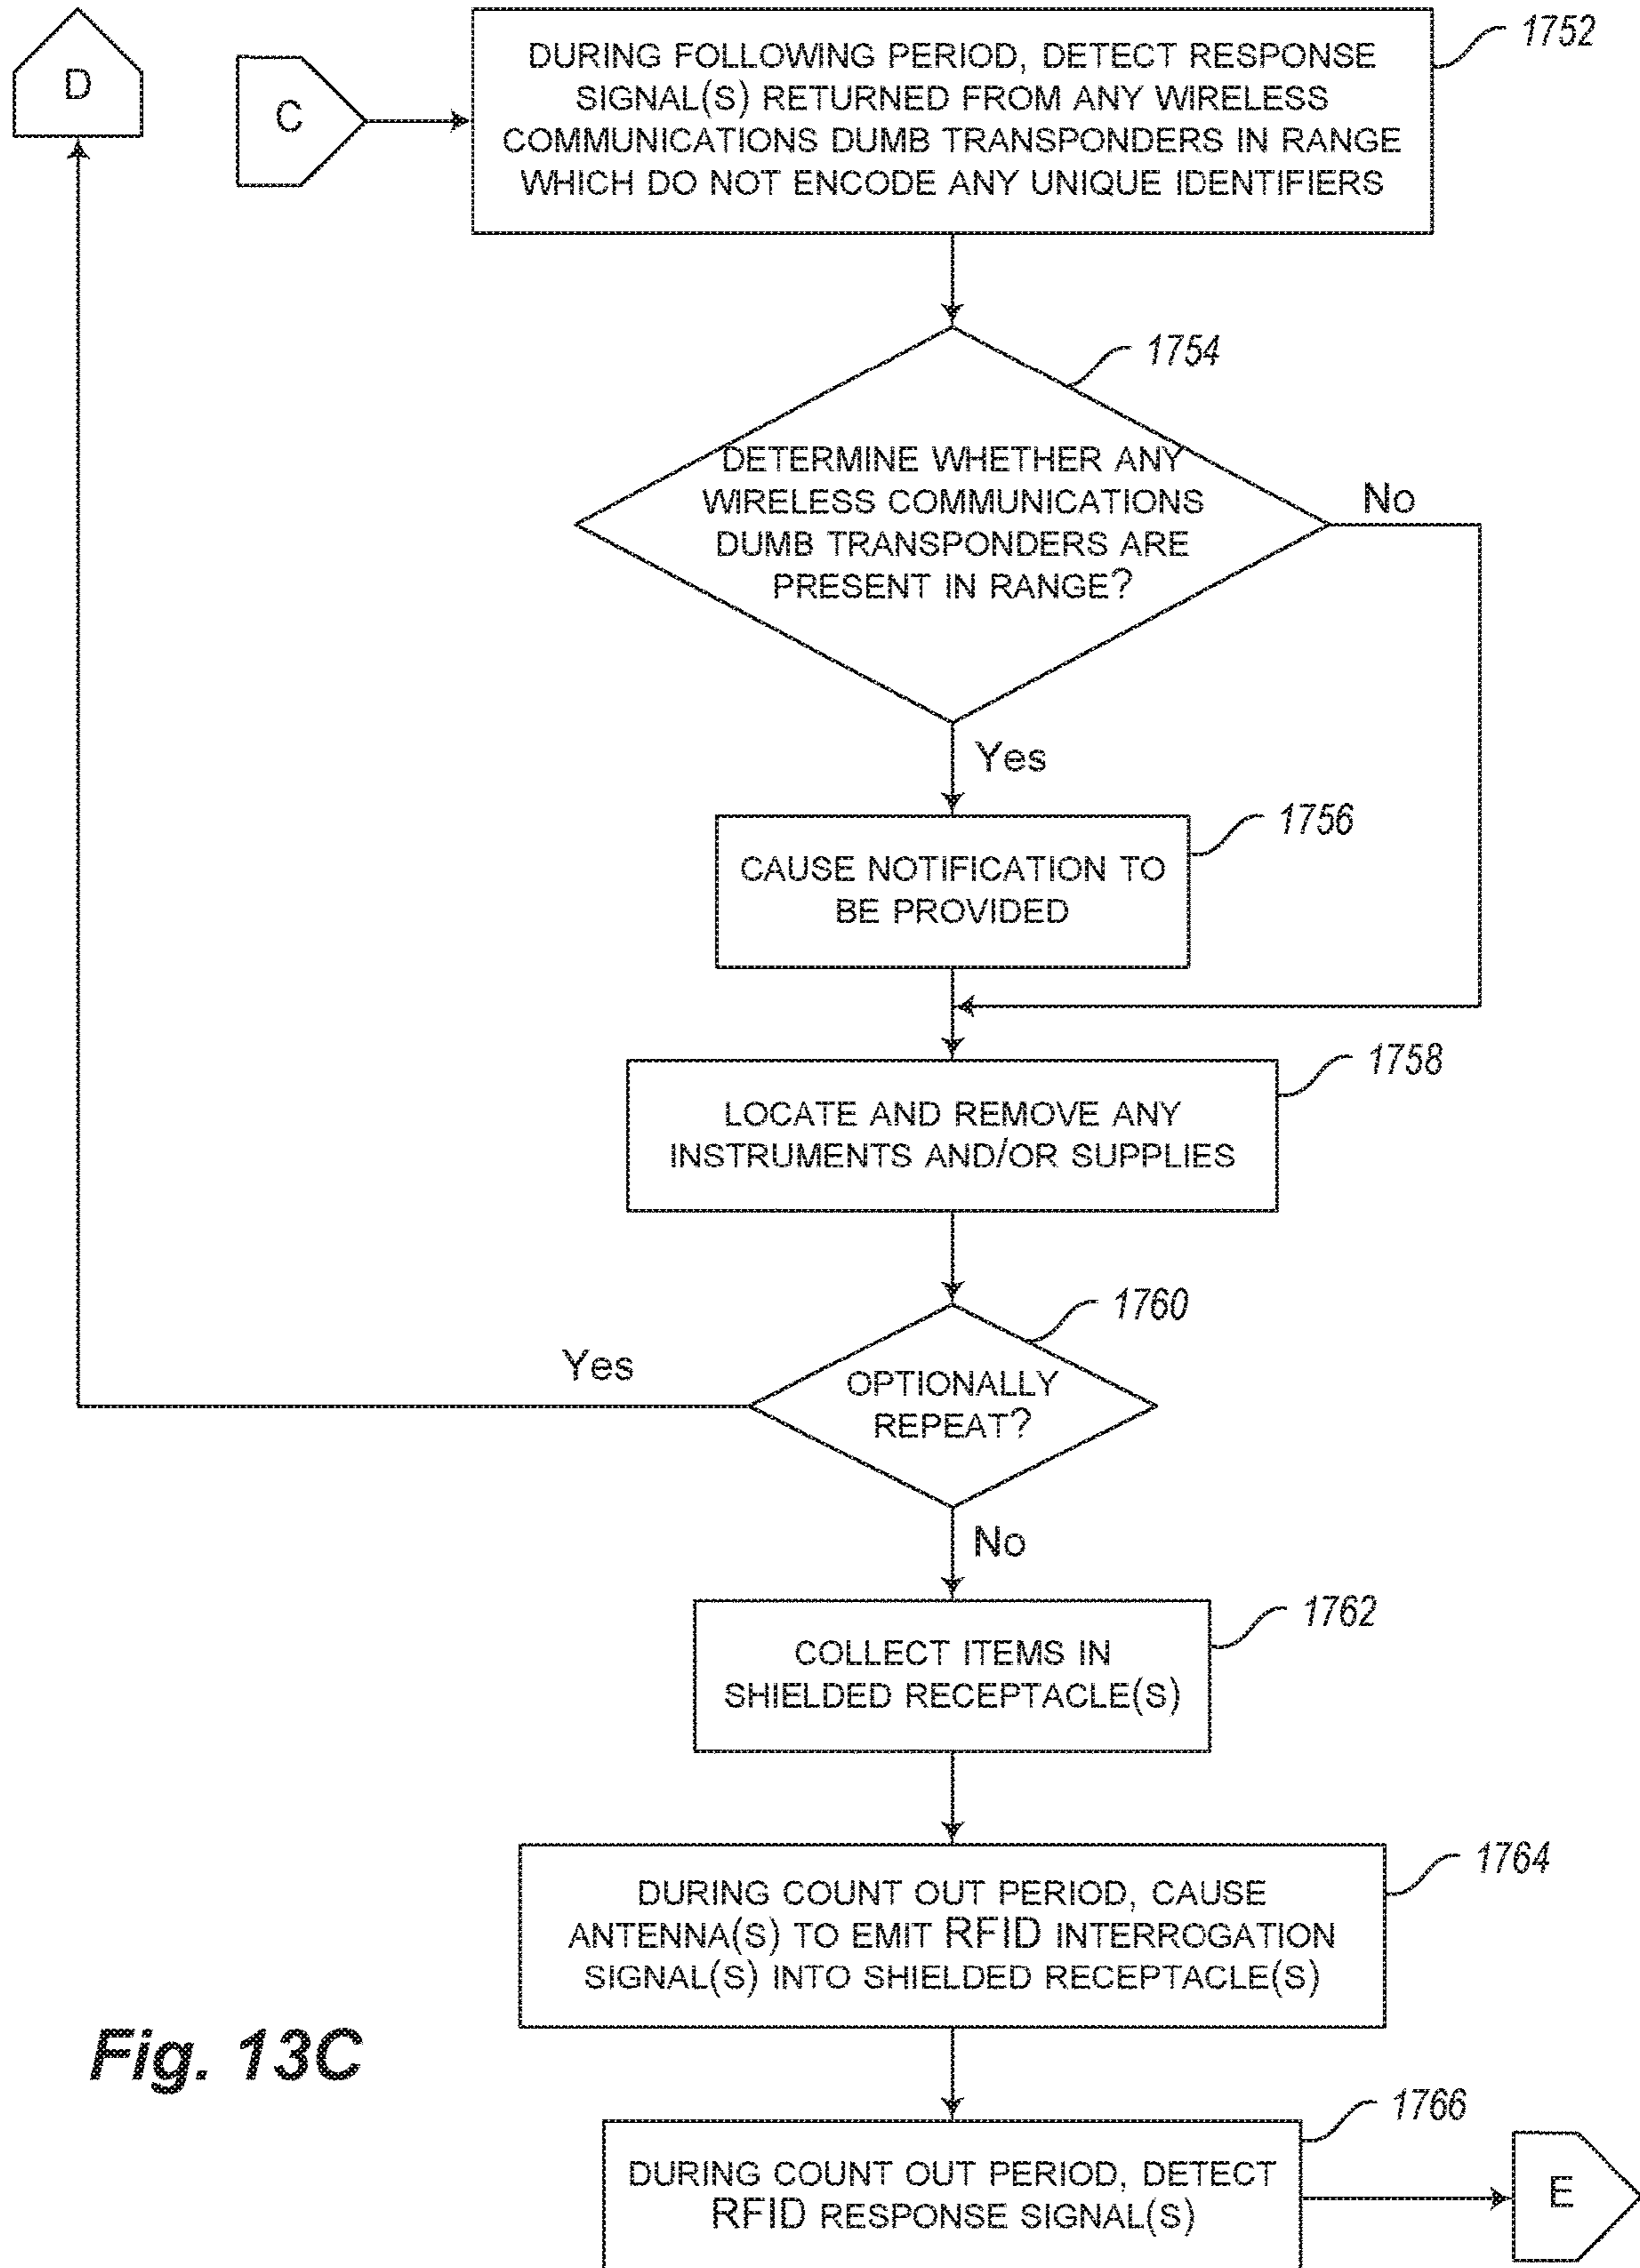 D
C
DURING FOLLOWING PERIOD, DETECT RESPONSE
SIGNAL(S) RETURNED FROM ANY WIRELESS
COMMUNICATIONS DUMB TRANSPONDERS IN RANGE
WHICH DO NOT ENCODE ANY UNIQUE IDENTIFIERS
1752
1754
DETERMINE WHETHER ANY
WIRELESS COMMUNICATIONS
DUMB TRANSPONDERS ARE
PRESENT IN RANGE?
No
Yes
1756
CAUSE NOTIFICATION TO
BE PROVIDED
1758
LOCATE AND REMOVE ANY
INSTRUMENTS AND/OR SUPPLIES
1760
Yes
OPTIONALLY
REPEAT?
No
1762
COLLECT ITEMS IN
SHIELDED RECEPTACLE(S)
1764
DURING COUNT OUT PERIOD, CAUSE
ANTENNA(S) TO EMIT RFID INTERROGATION
SIGNAL(S) INTO SHIELDED RECEPTACLE(S)
Fig. 13C
1766
DURING COUNT OUT PERIOD, DETECT
RFID RESPONSE SIGNAL(S)
E